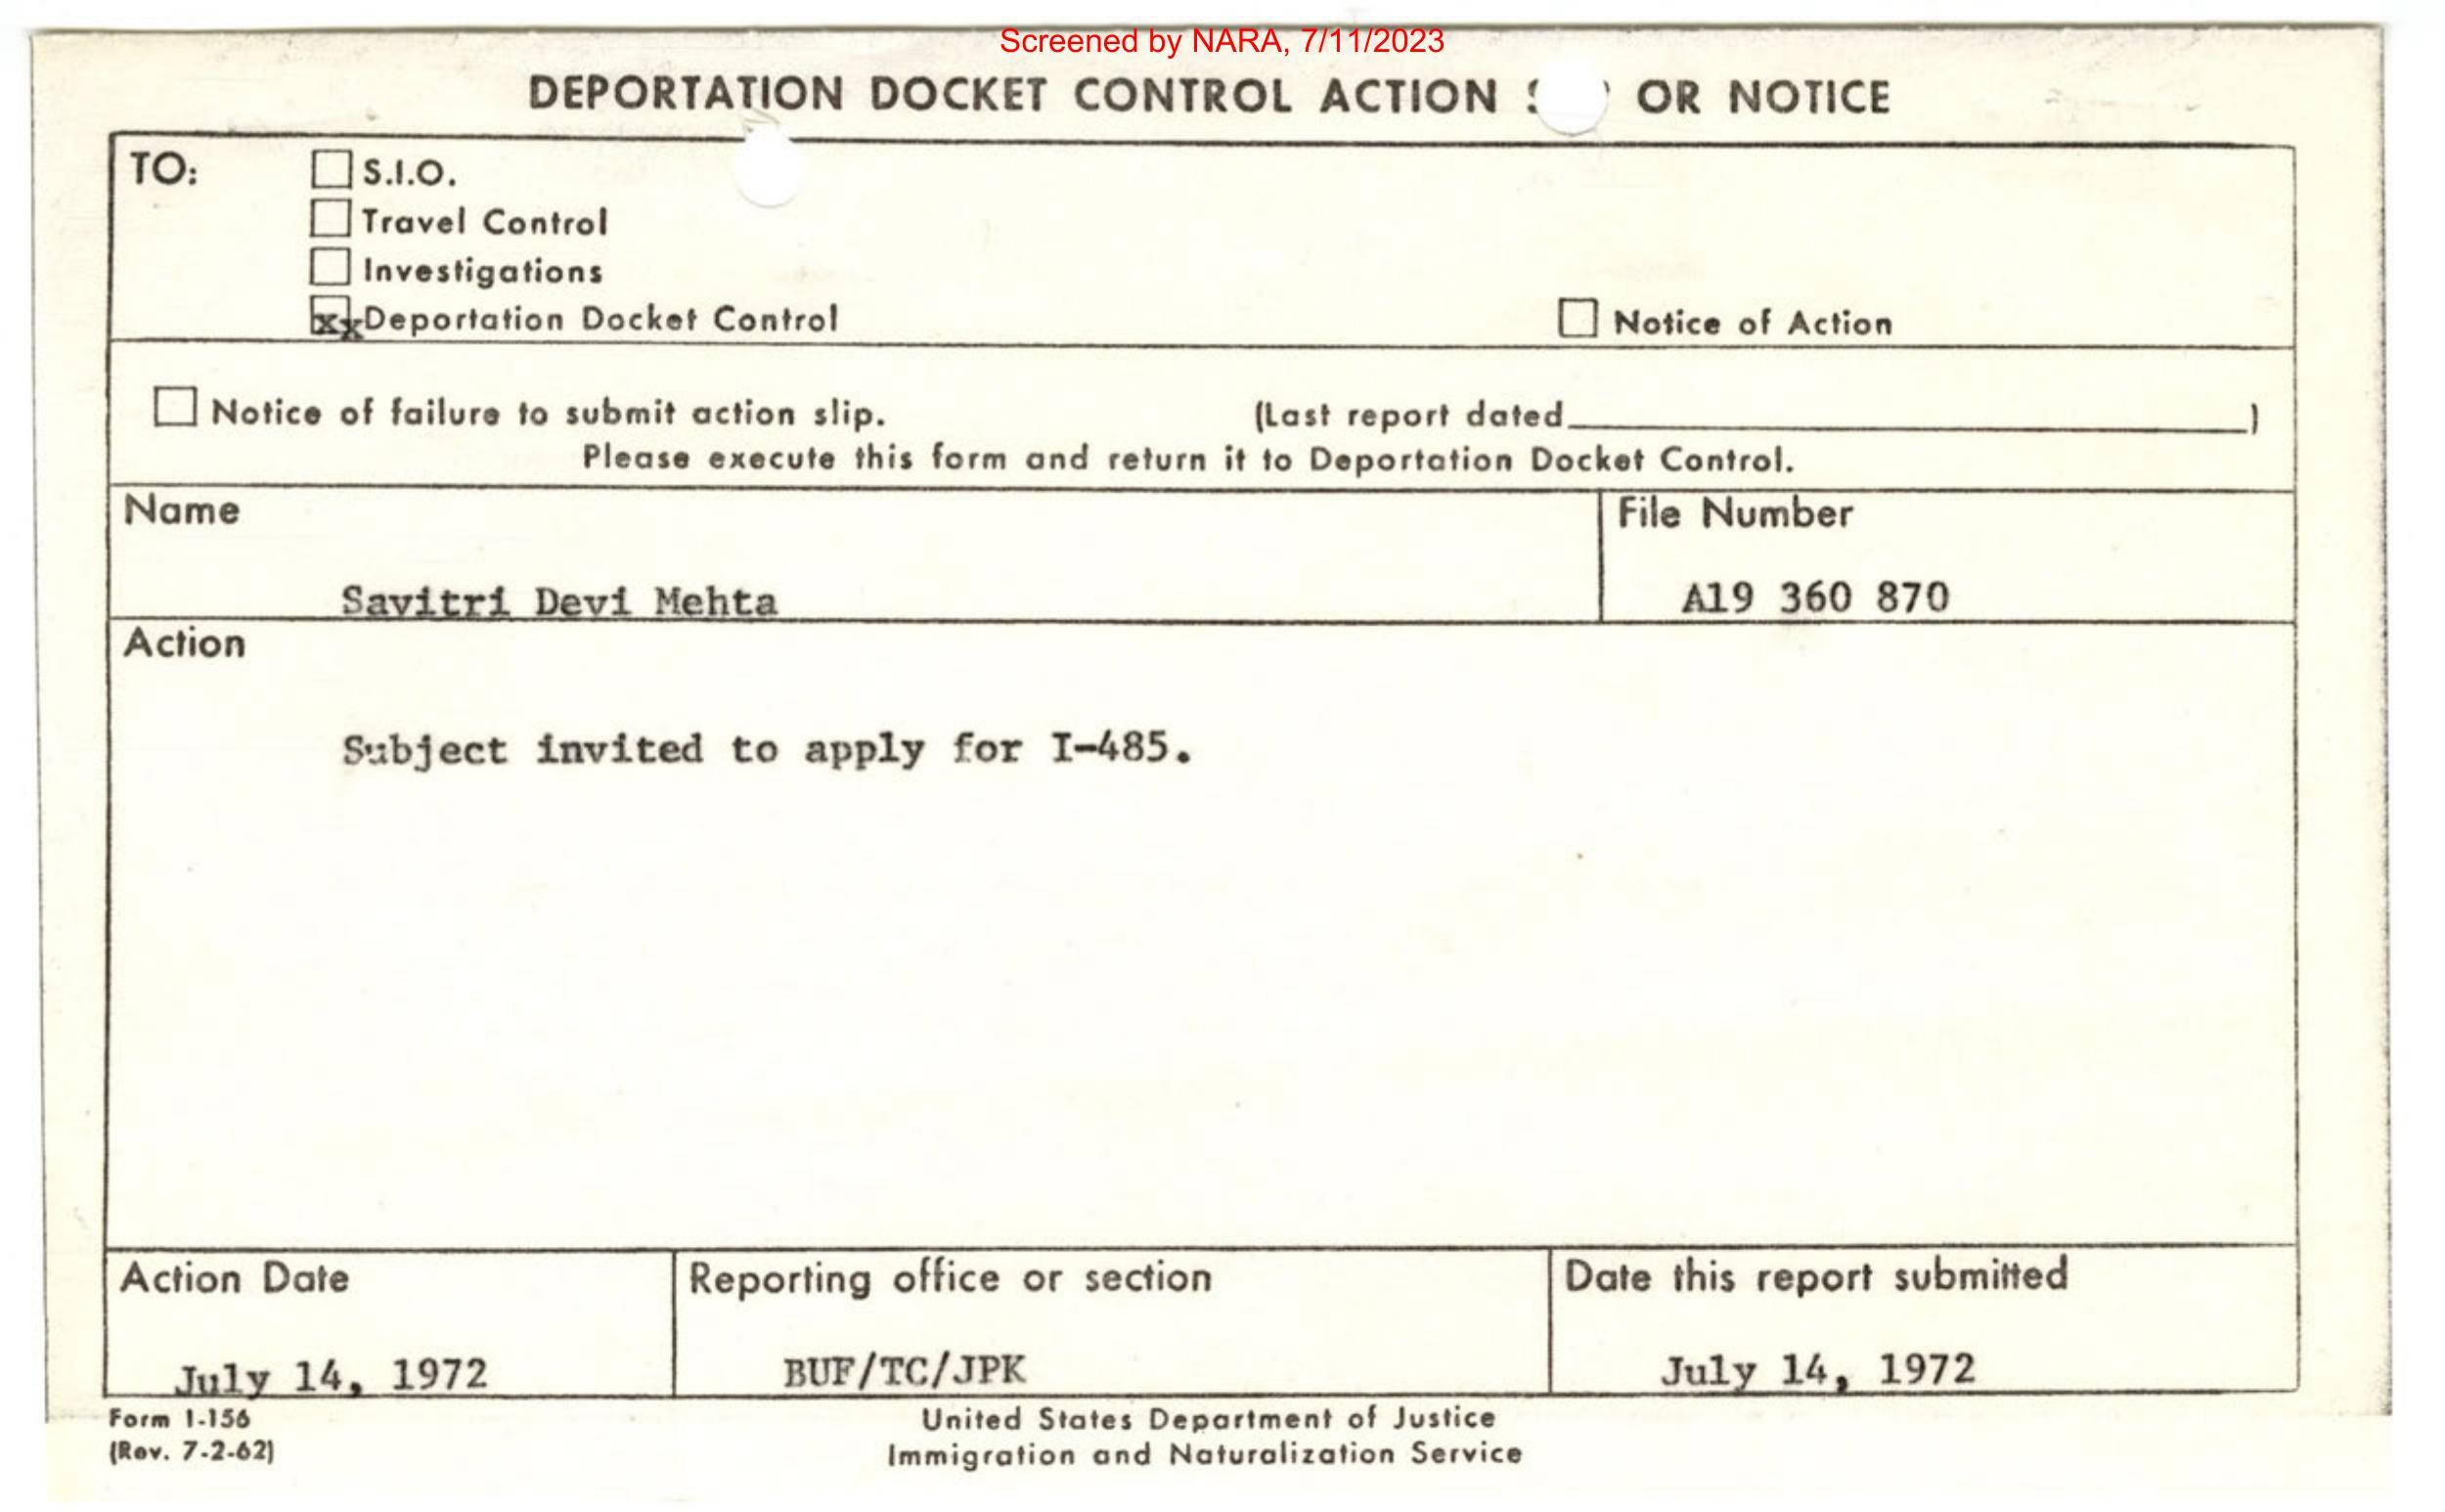 Screened by NARA, 7/11/2023
DEPORTATION DOCKET CONTROL ACTION OR NOTICE
TO:
S.I.O.
Travel Control
Investigations
xx Deportation Docket Control
Notice of Action
Notice of failure to submit action slip. (Last report dated )
Please execute this form and return it to Deportation Docket Control.
Name
File Number
Savitri Devi Mehta
A19 360 870
Action
Subject invited to apply for I-485.
Action Date
Reporting office or section
Date this report submitted
July 14, 1972
BUF/TC/JPK
July 14, 1972
Form I-156
(Rev. 7-2-62)
United States Department of Justice
Immigration and Naturalization Service